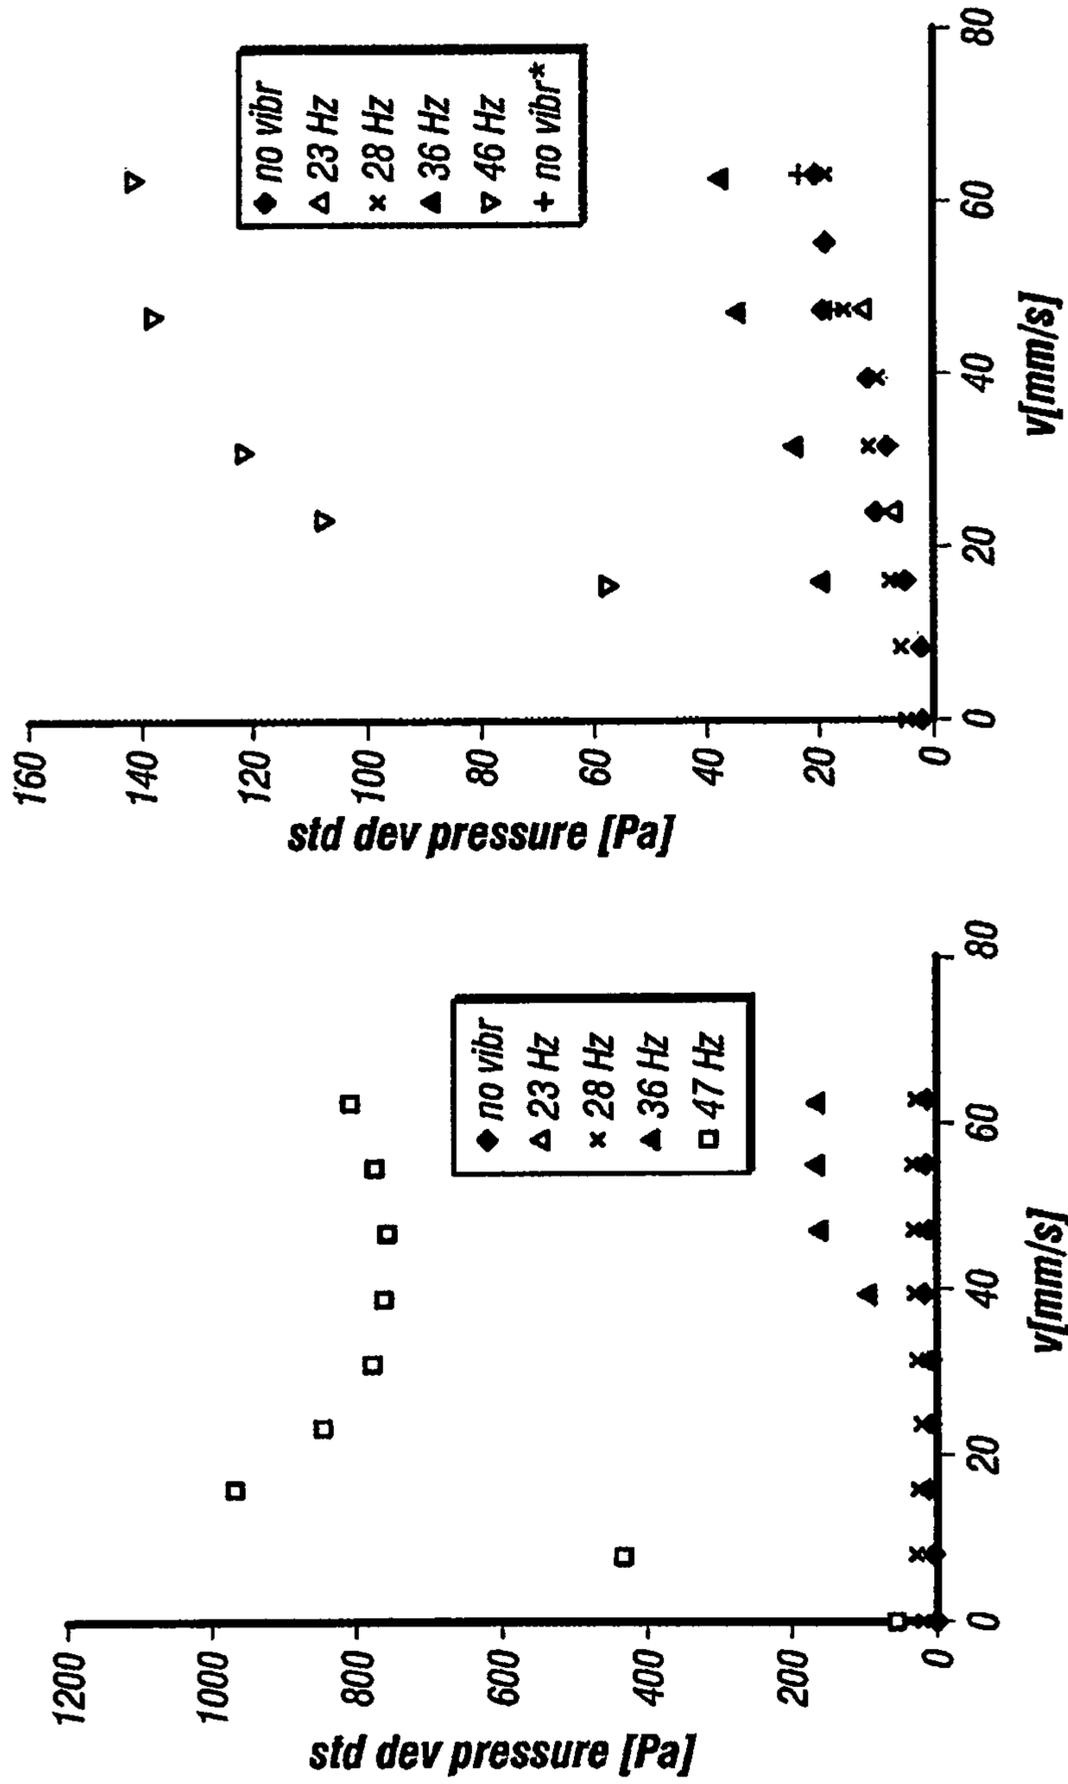 1200
1000
800
600
400
200
0
std dev pressure [Pa]
0
20
40
60
80
v[mm/s]
no vibr
23 Hz
28 Hz
36 Hz
47 Hz
160
140
120
100
80
60
40
20
0
std dev pressure [Pa]
0
20
40
60
80
v[mm/s]
no vibr
23 Hz
28 Hz
36 Hz
46 Hz
no vibr*